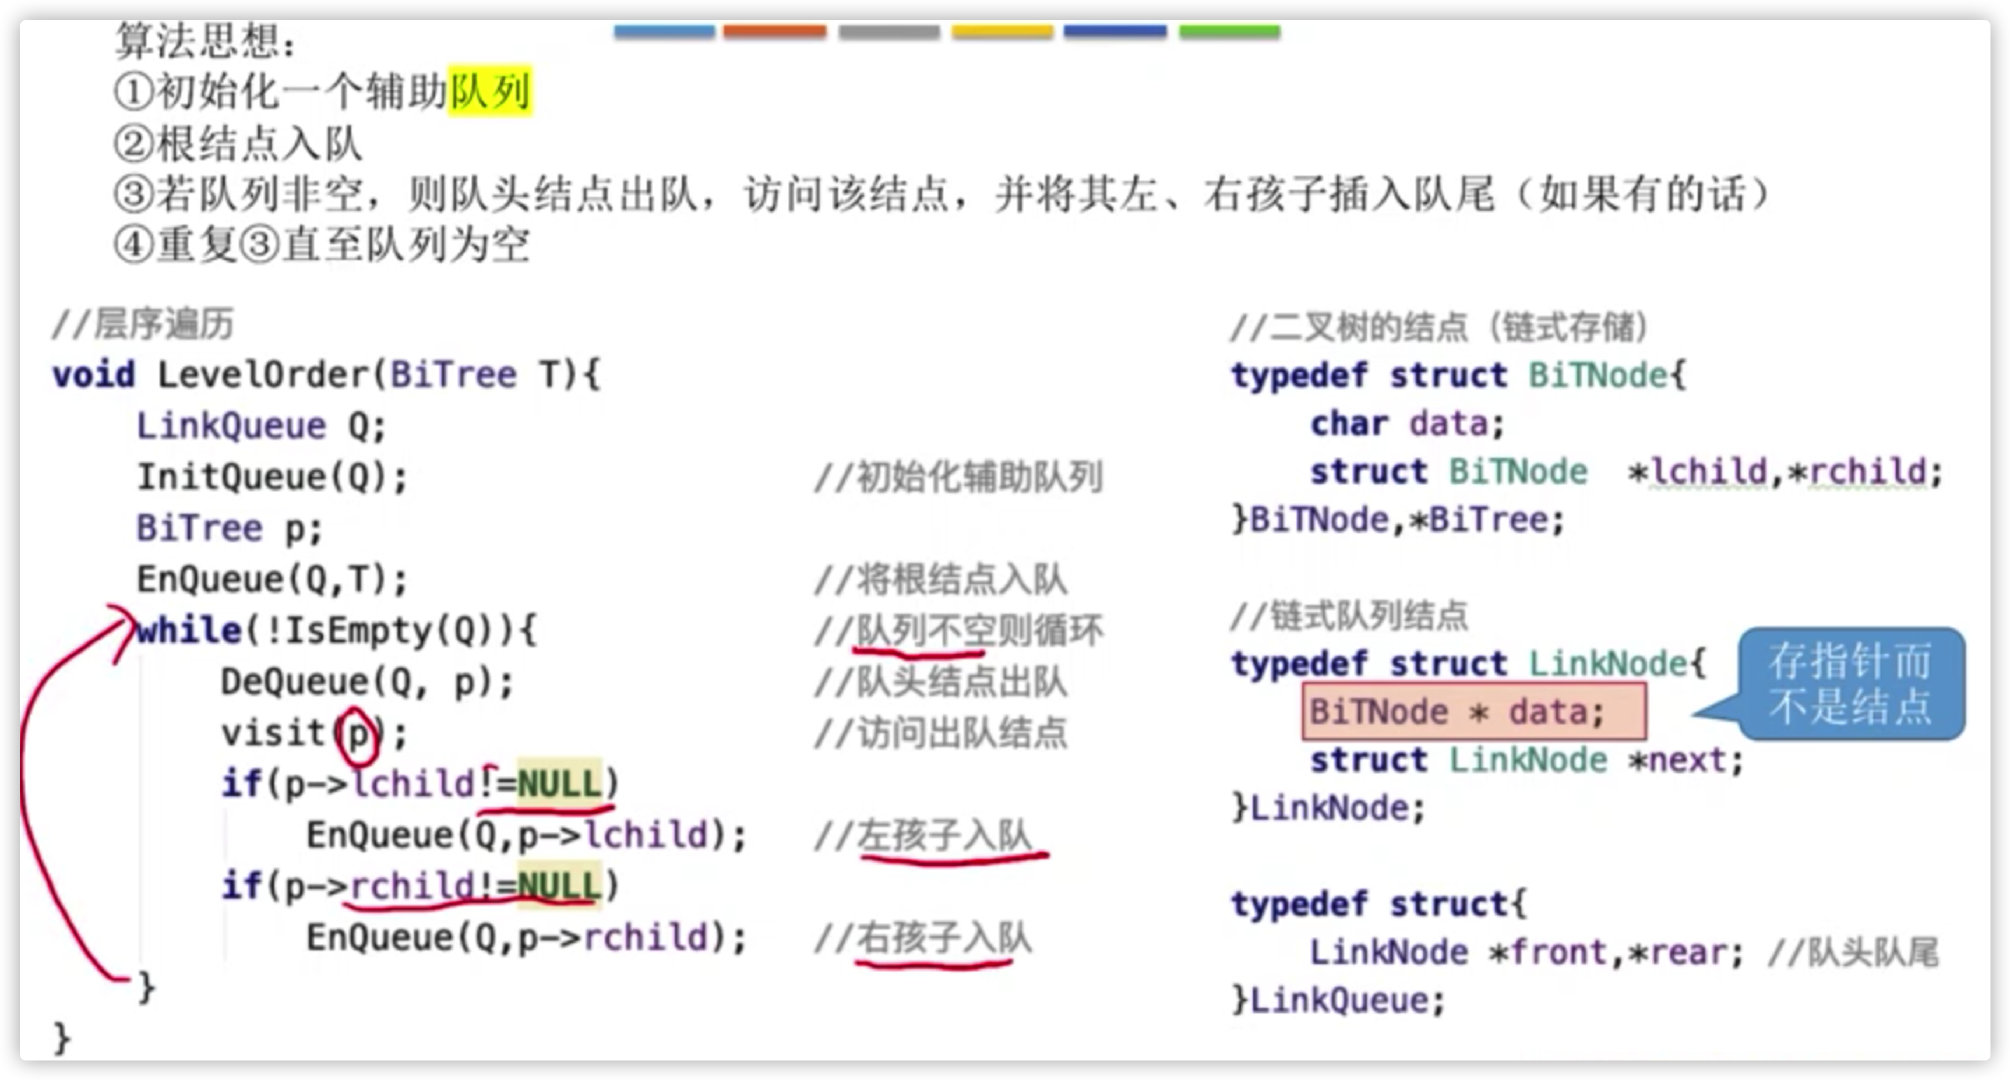 算法思想：
①初始化一个辅助队列
②根结点入队
③若队列非空，则队头结点出队，访问该结点，并将其左、右孩子插入队尾（如果有的话）
④重复③直至队列为空
//层序遍历
void LevelOrder(BiTree T){
LinkQueue Q;
InitQueue(Q); //初始化辅助队列
BiTree p;
EnQueue(Q,T); //将根结点入队
while(!IsEmpty(Q)){ //队列不空则循环
DeQueue(Q, p); //队头结点出队
visit(p); //访问出队结点
if(p->lchild!=NULL)
EnQueue(Q,p->lchild); //左孩子入队
if(p->rchild!=NULL)
EnQueue(Q,p->rchild); //右孩子入队
}
}
//二叉树的结点（链式存储）
typedef struct BiTNode{
char data;
struct BiTNode *lchild,*rchild;
}BiTNode,*BiTree;
//链式队列结点
typedef struct LinkNode{
BiTNode * data;
struct LinkNode *next;
}LinkNode;
存指针而
不是结点
typedef struct{
LinkNode *front,*rear; //队头队尾
}LinkQueue;